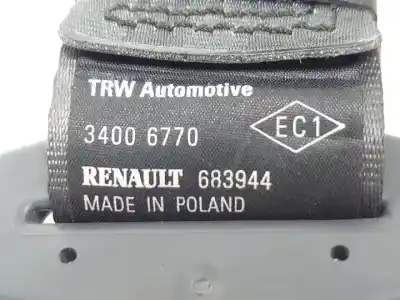 TRW Automotive
3400 6770
EC1
RENAULT 683944
MADE IN POLAND